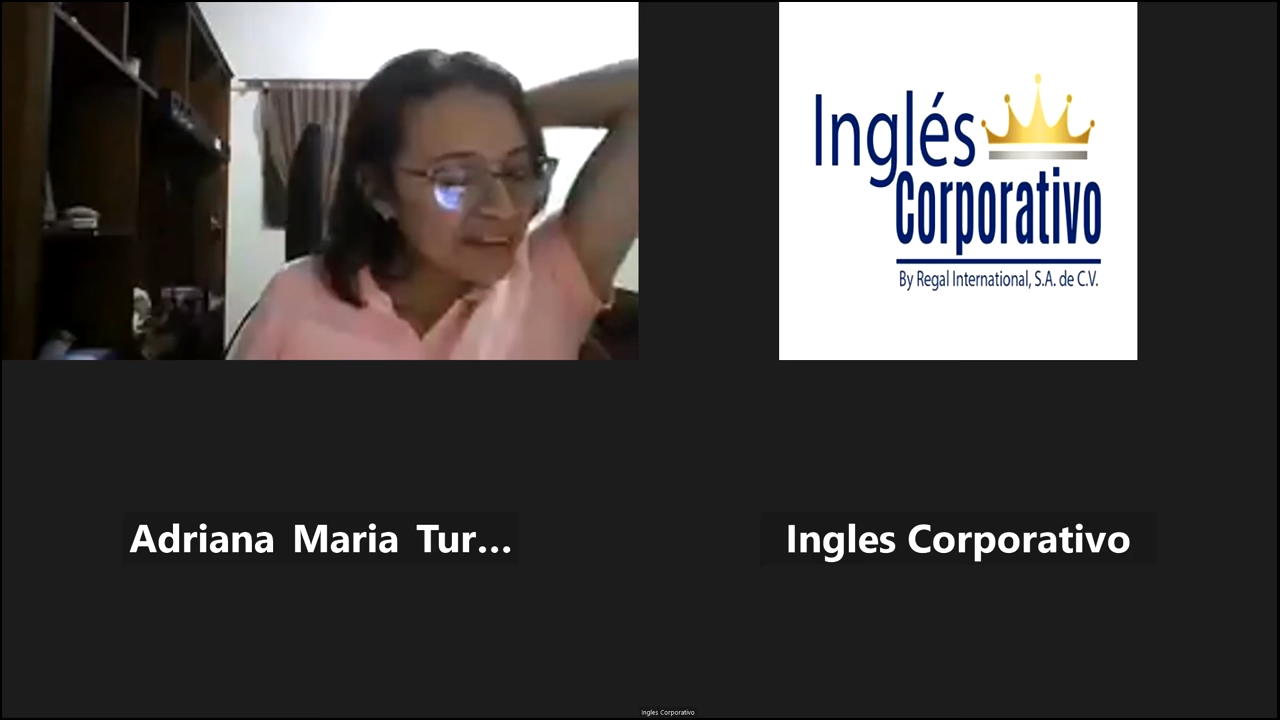 Inglés
Corporativo
By Regal International, S.A. de C.V.
Adriana Maria Tur...
Ingles Corporativo
Ingles Corporativo